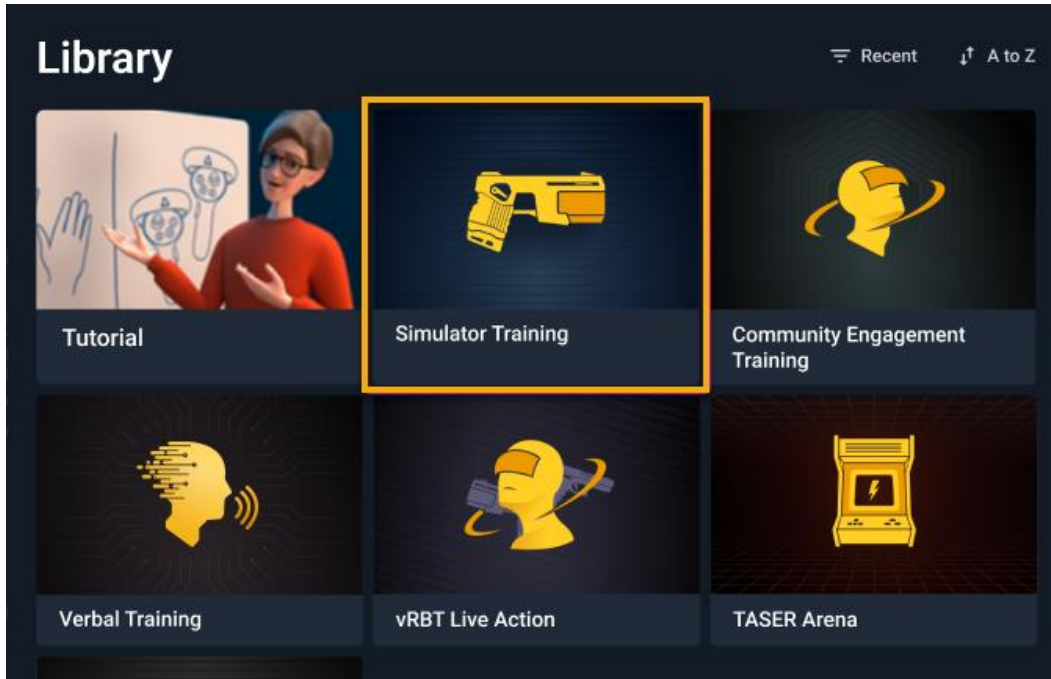 Library
Recent
A to Z
Tutorial
Simulator Training
Community Engagement
Training
Verbal Training
vRBT Live Action
TASER Arena